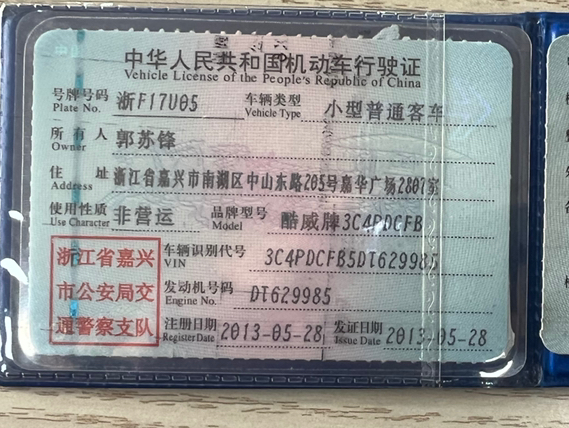 中华人民共和国机动车行驶证
Vehicle License of the People's Republic of China
号牌号码 浙F17U05 车辆类型 小型普通客车
Plate No. Vehicle Type
所有人 郭苏锋
Owner
住址 浙江省嘉兴市南湖区中山东路205号嘉华广场2807室
Address
使用性质 非营运 品牌型号 酷威牌3C4PDCFB
Use Character Model
浙江省嘉兴
市公安局交
通警察支队
车辆识别代号 3C4PDCFB5DT629985
VIN
发动机号码 DT629985
Engine No.
注册日期 2013-05-28 发证日期 2013-05-28
Register Date Issue Date